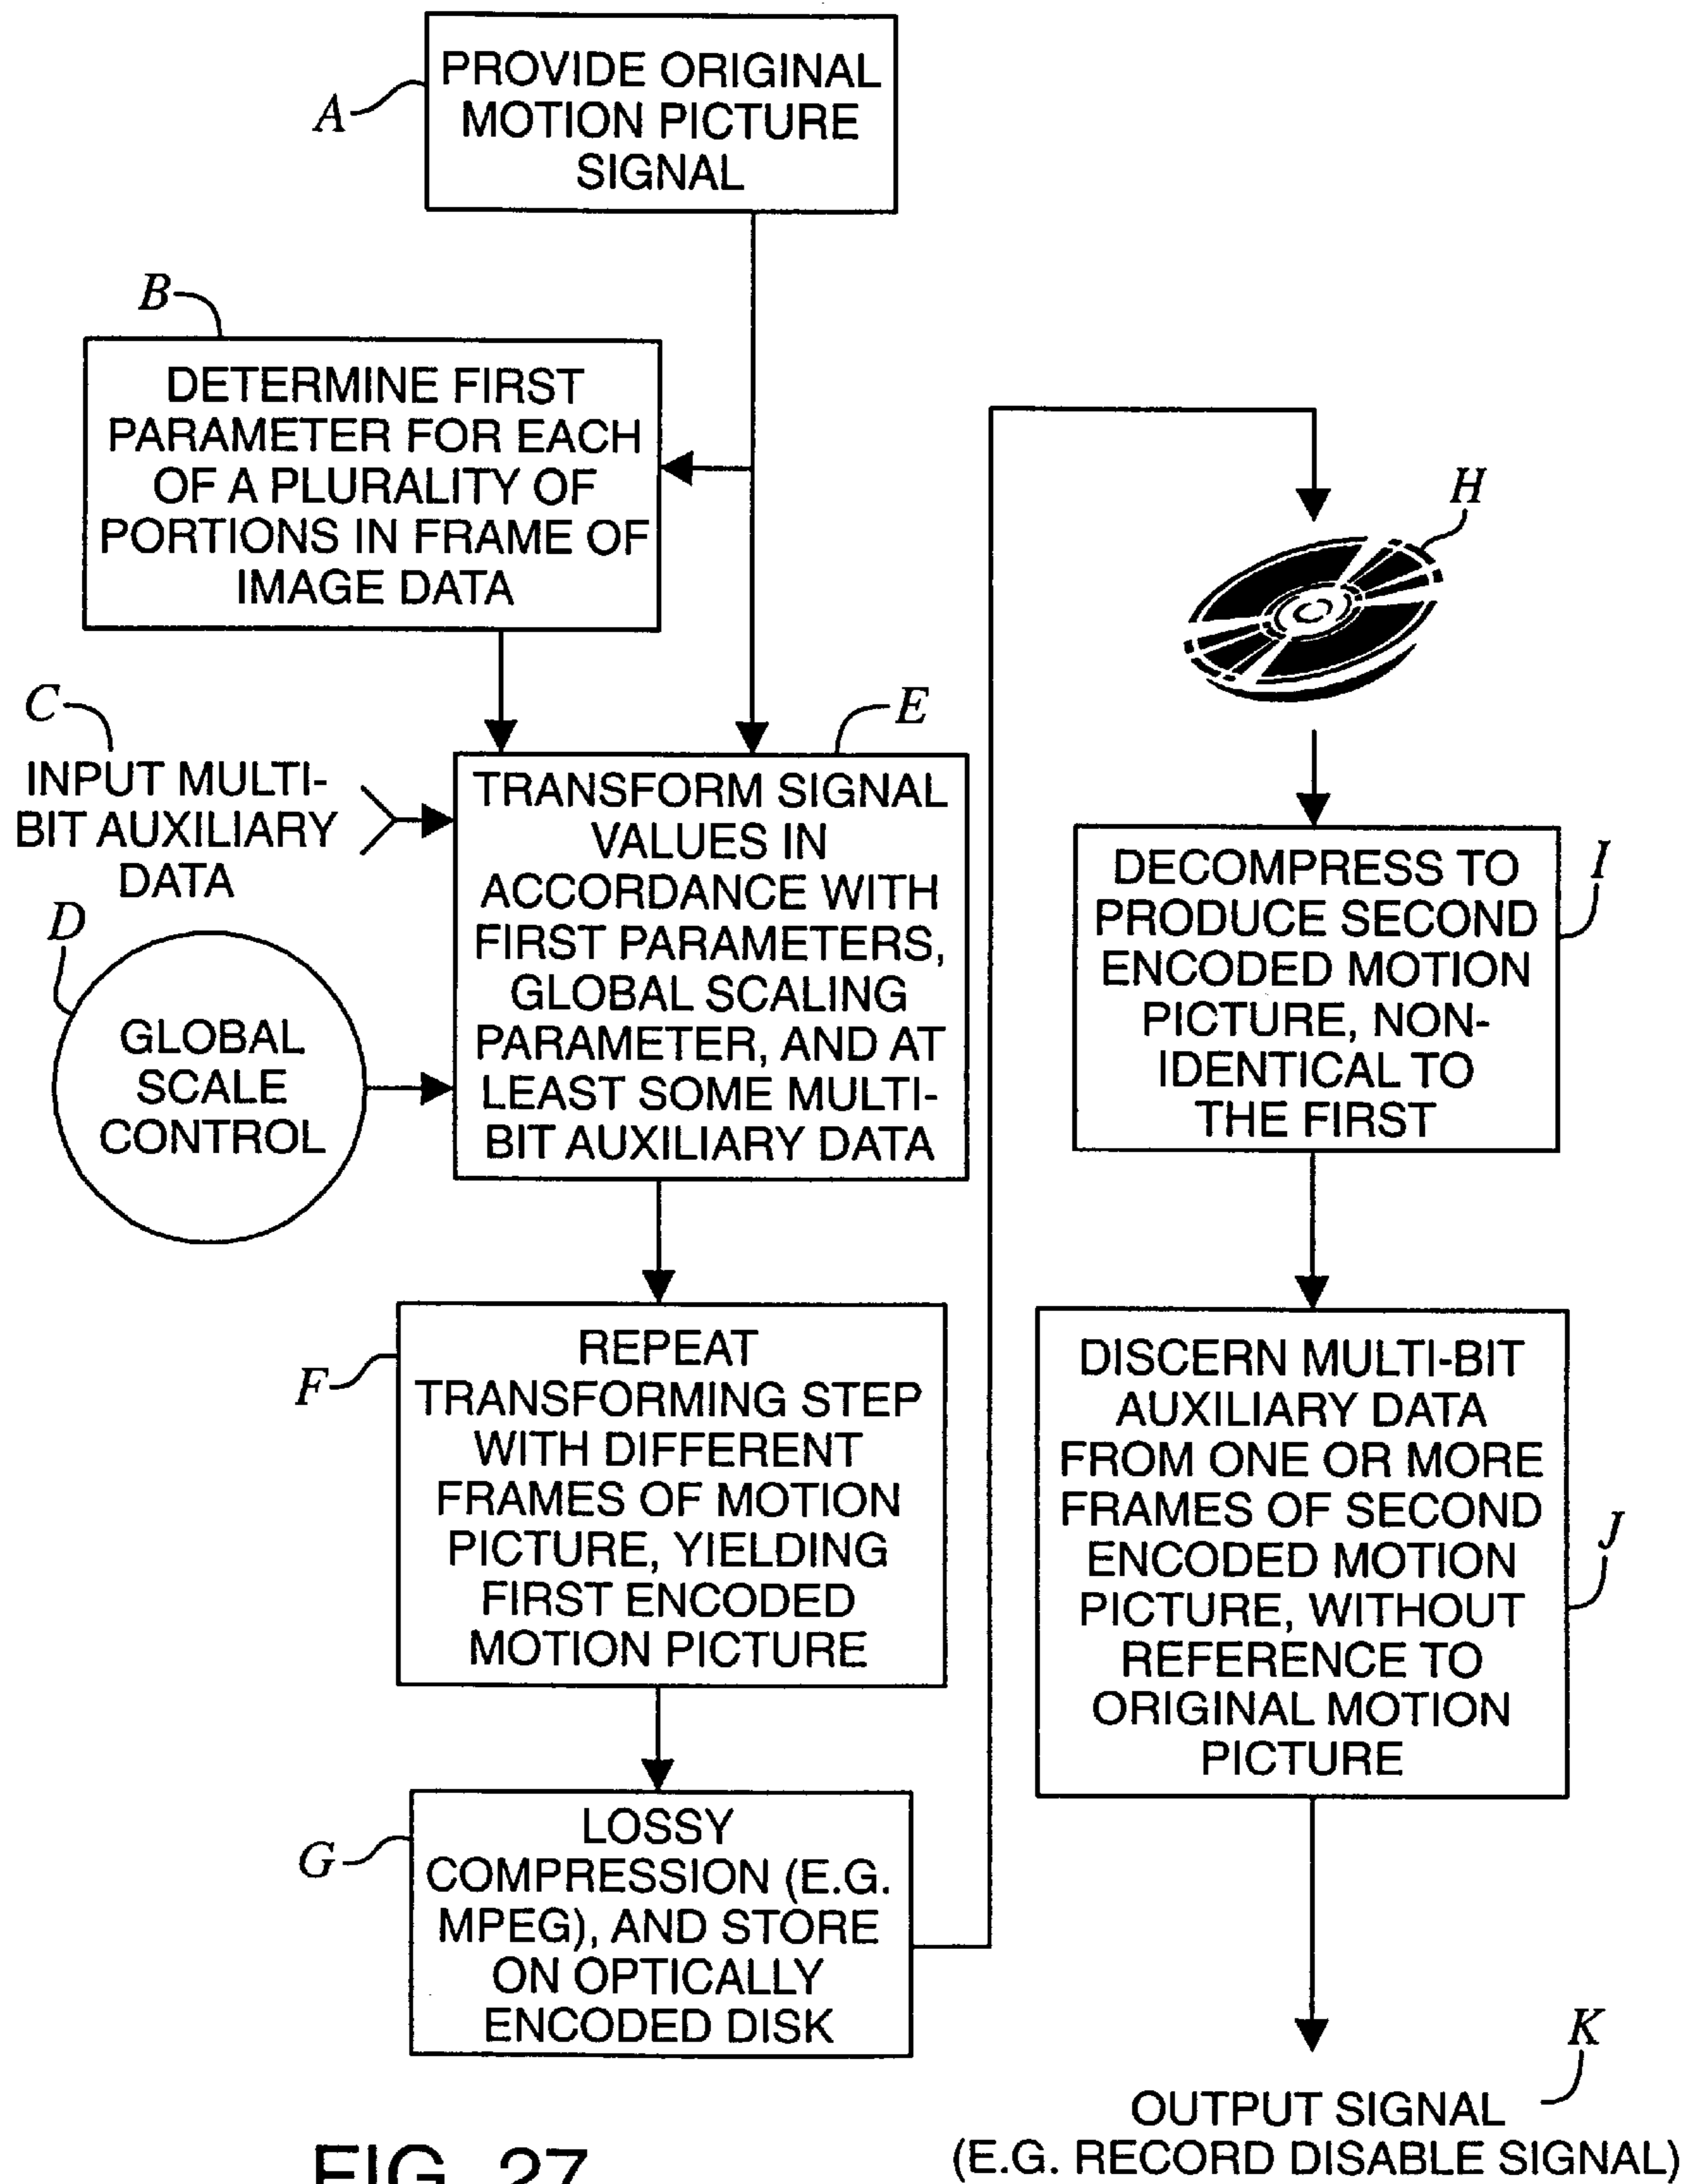 PROVIDE ORIGINAL
MOTION PICTURE
SIGNAL
A
B
DETERMINE FIRST
PARAMETER FOR EACH
OF A PLURALITY OF
PORTIONS IN FRAME OF
IMAGE DATA
C
INPUT MULTI-
BIT AUXILIARY
DATA
D
GLOBAL
SCALE
CONTROL
E
TRANSFORM SIGNAL
VALUES IN
ACCORDANCE WITH
FIRST PARAMETERS,
GLOBAL SCALING
PARAMETER, AND AT
LEAST SOME MULTI-
BIT AUXILIARY DATA
F
REPEAT
TRANSFORMING STEP
WITH DIFFERENT
FRAMES OF MOTION
PICTURE, YIELDING
FIRST ENCODED
MOTION PICTURE
G
LOSSY
COMPRESSION (E.G.
MPEG), AND STORE
ON OPTICALLY
ENCODED DISK
H
I
DECOMPRESS TO
PRODUCE SECOND
ENCODED MOTION
PICTURE, NON-
IDENTICAL TO
THE FIRST
J
DISCERN MULTI-BIT
AUXILIARY DATA
FROM ONE OR MORE
FRAMES OF SECOND
ENCODED MOTION
PICTURE, WITHOUT
REFERENCE TO
ORIGINAL MOTION
PICTURE
K
OUTPUT SIGNAL
(E.G. RECORD DISABLE SIGNAL)
FIG. 27